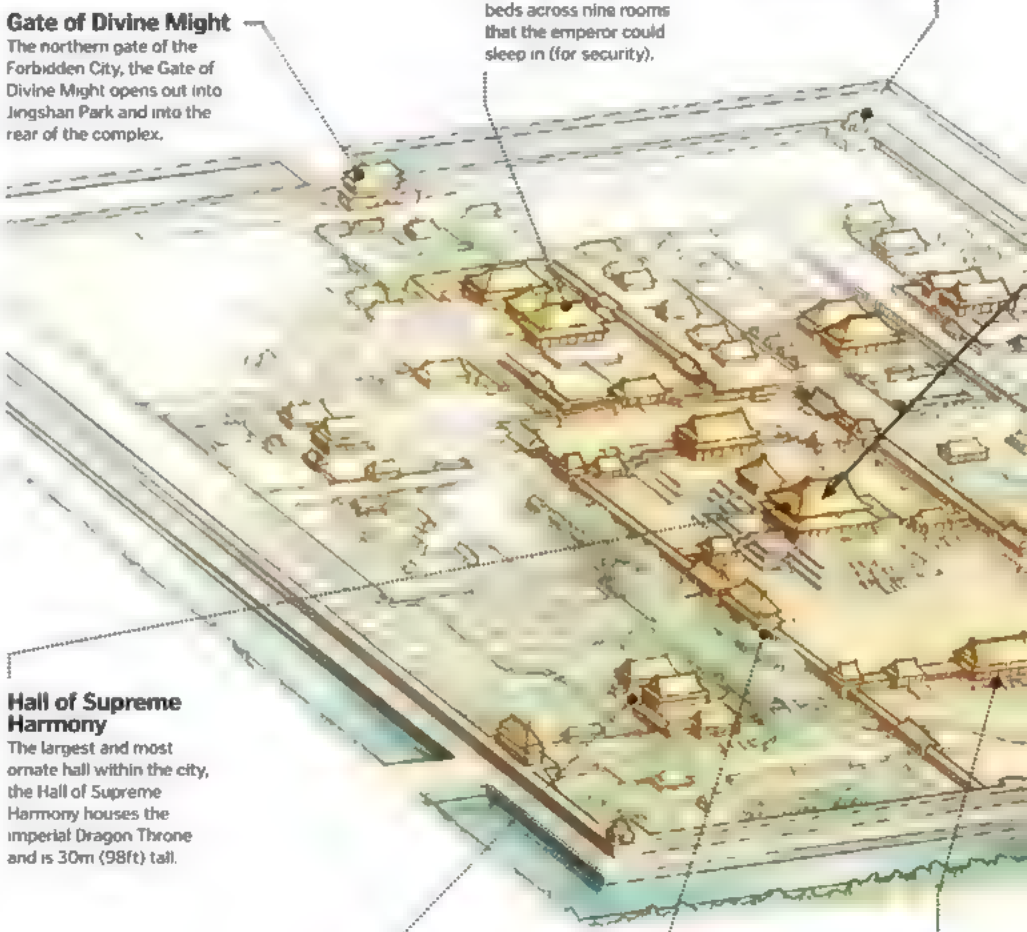 Gate of Divine Might
The northern gate of the
Forbidden City, the Gate of
Divine Might opens out into
Jingshan Park and into the
rear of the complex.
beds across nine rooms
that the emperor could
sleep in (for security).
Hall of Supreme
Harmony
The largest and most
ornate hall within the city,
the Hall of Supreme
Harmony houses the
imperial Dragon Throne
and is 30m (98ft) tall.